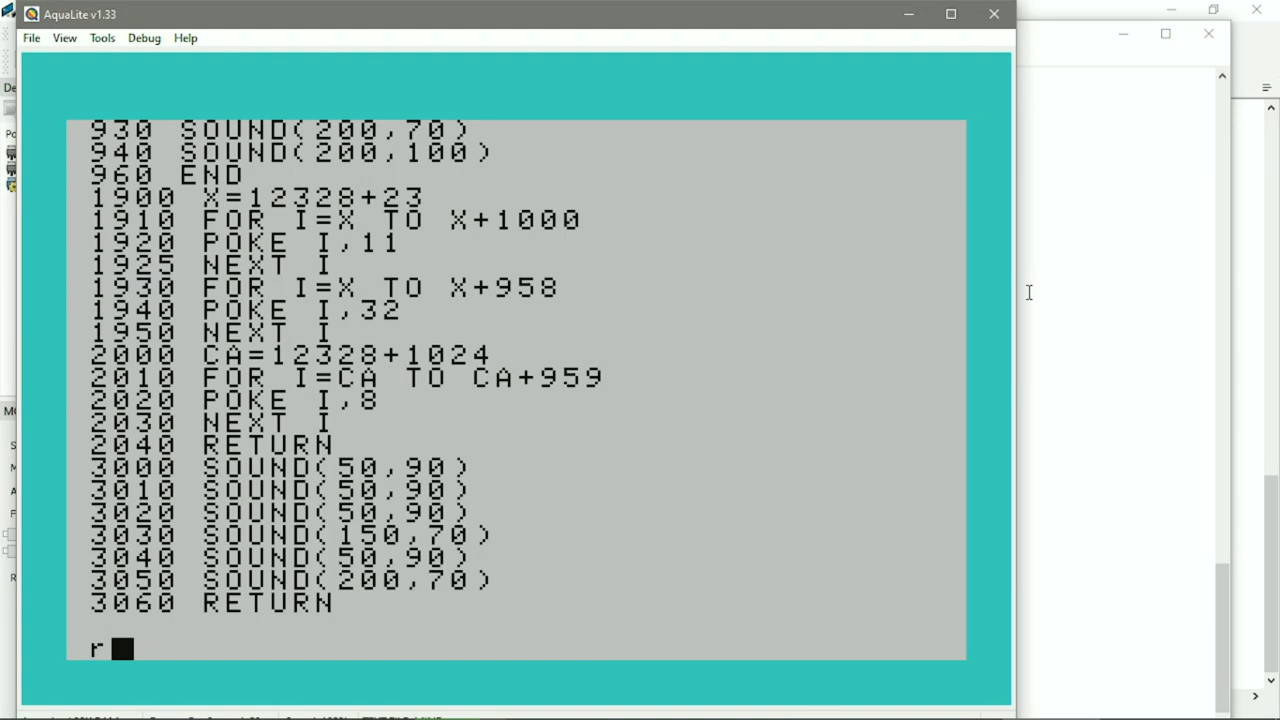 AquaLite v1.33
File View Tools Debug Help
930 SOUND(200,70)
940 SOUND(200,100)
960 END
1900 X=12328+23
1910 FOR I=X TO X+1000
1920 POKE I,11
1925 NEXT I
1930 FOR I=X TO X+958
1940 POKE I,32
1950 NEXT I
2000 CA=12328+1024
2010 FOR I=CA TO CA+959
2020 POKE I,8
2030 NEXT I
2040 RETURN
3000 SOUND(50,90)
3010 SOUND(50,90)
3020 SOUND(50,90)
3030 SOUND(150,70)
3040 SOUND(50,90)
3050 SOUND(200,70)
3060 RETURN
r